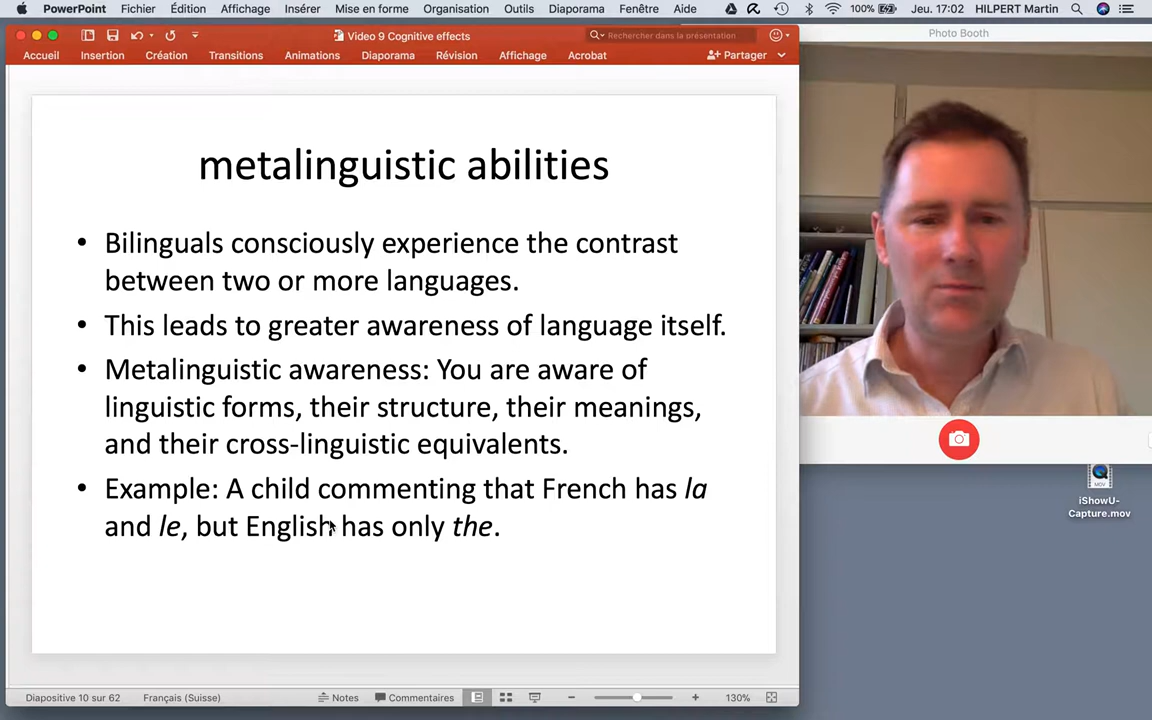 PowerPoint Fichier Édition Affichage Insérer Mise en forme Organisation Outils Diaporama Fenêtre Aide 100% Jeu. 17:02 HILPERT Martin
Video 9 Cognitive effects
Rechercher dans la présentation
Photo Booth
Accueil Insertion Création Transitions Animations Diaporama Révision Affichage Acrobat Partager
metalinguistic abilities
• Bilinguals consciously experience the contrast
between two or more languages.
• This leads to greater awareness of language itself.
• Metalinguistic awareness: You are aware of
linguistic forms, their structure, their meanings,
and their cross-linguistic equivalents.
• Example: A child commenting that French has la
and le, but English has only the.
MOV
iShowU-
Capture.mov
Diapositive 10 sur 62 Français (Suisse) Notes Commentaires 130%